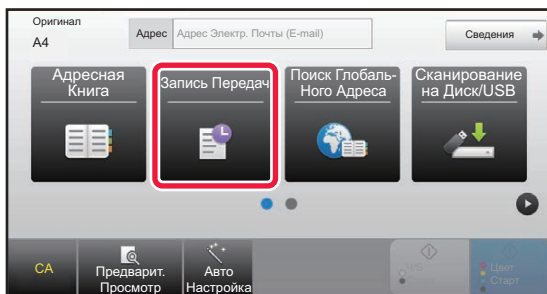 Оригинал
A4
Адрес
Адрес Электр. Почты (E-mail)
Сведения
Адресная
Книга
Запись Передач
Поиск Глобаль-
Ного Адреса
Сканирование
на Диск/USB
CA
Предварит.
Просмотр
Авто
Настройка
Ч/Б
Старт
Цвет
Старт